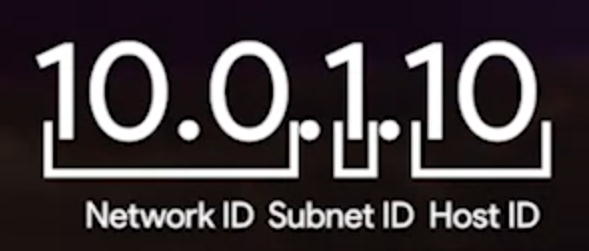 10.0.1.10
Network ID Subnet ID Host ID